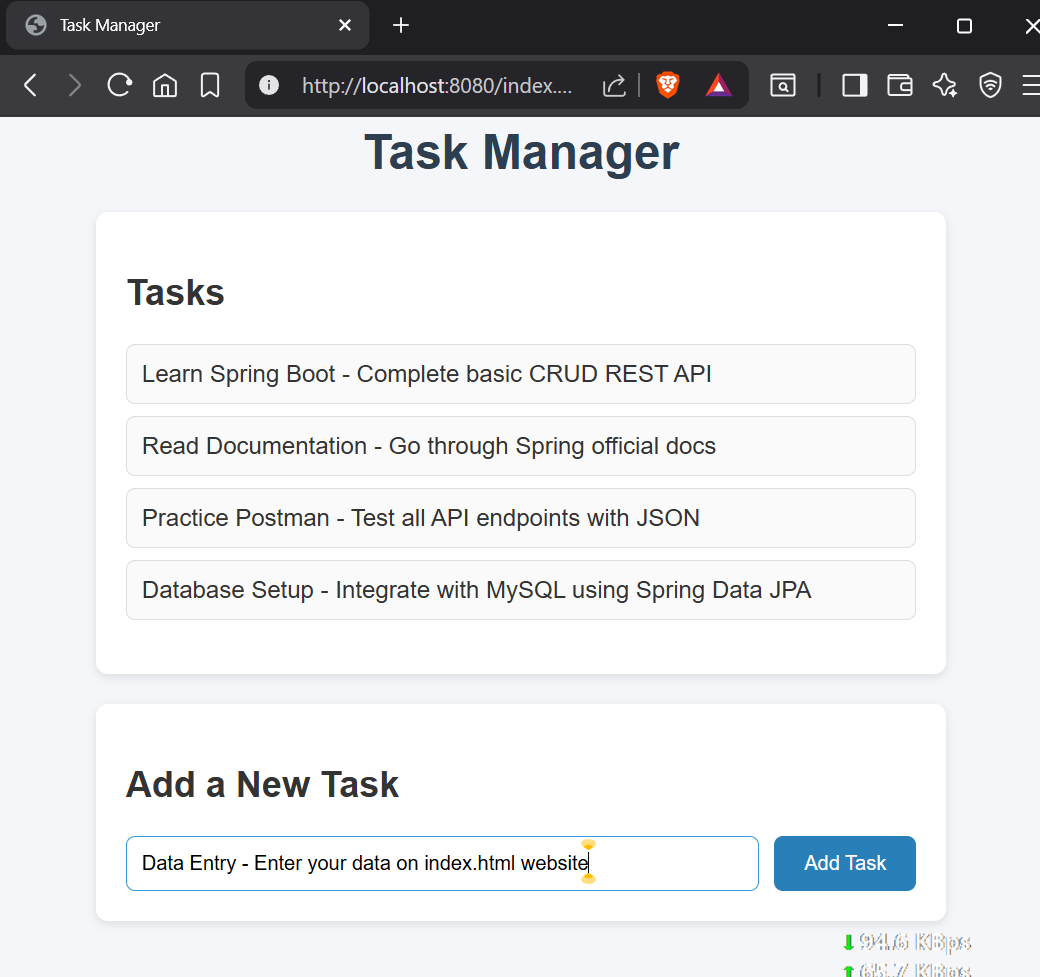 Task Manager
http://localhost:8080/index....
Task Manager
Tasks
Learn Spring Boot - Complete basic CRUD REST API
Read Documentation - Go through Spring official docs
Practice Postman - Test all API endpoints with JSON
Database Setup - Integrate with MySQL using Spring Data JPA
Add a New Task
Data Entry - Enter your data on index.html website
Add Task
94.6 KBps
KBps